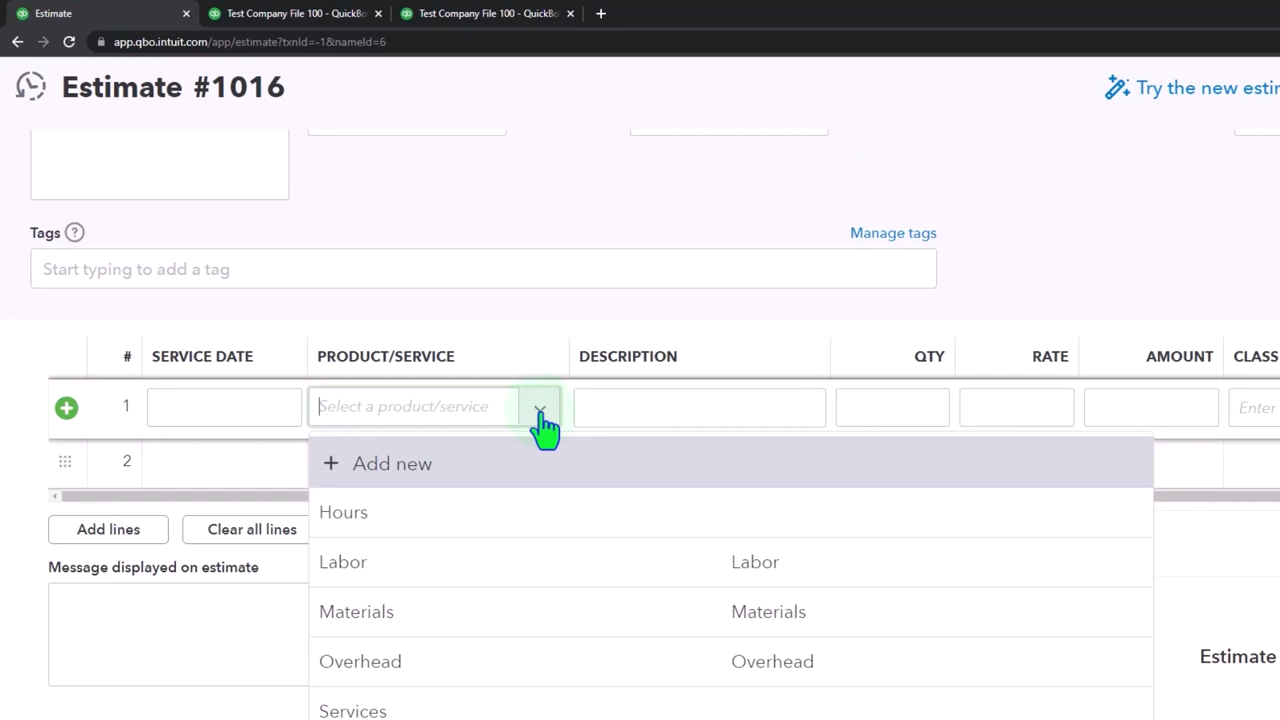 Estimate
Test Company File 100 - QuickBo
Test Company File 100 - QuickBo
app.qbo.intuit.com/app/estimate?txnId=-1&nameId=6
Estimate #1016
Try the new esti
Tags ?
Manage tags
Start typing to add a tag
# SERVICE DATE PRODUCT/SERVICE DESCRIPTION QTY RATE AMOUNT CLASS
1 Select a product/service Enter
+ Add new
2
Hours
Add lines
Clear all lines
Labor Labor
Message displayed on estimate
Materials Materials
Overhead Overhead
Estimate
Services